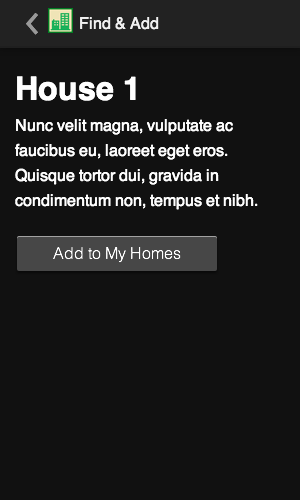 Find & Add
House 1
Nunc velit magna, vulputate ac
faucibus eu, laoreet eget eros.
Quisque tortor dui, gravida in
condimentum non, tempus et nibh.
Add to My Homes